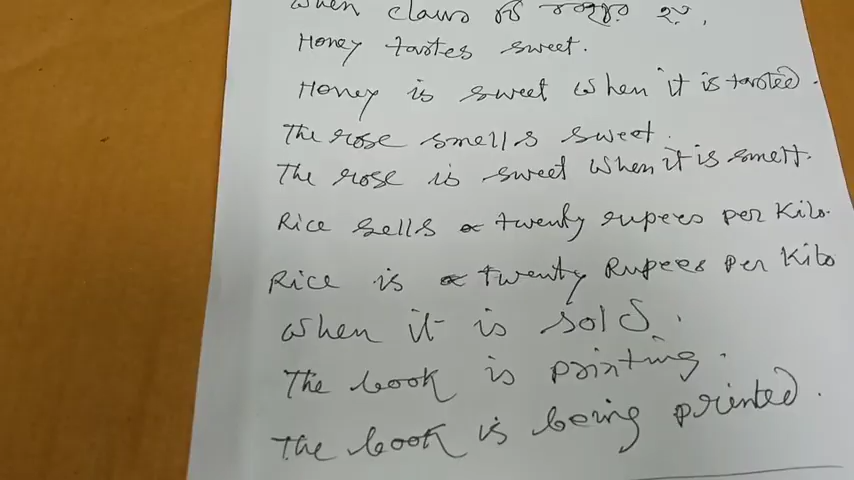 When claus
Honey tastes sweet.
Honey is sweet when it is tasted.
The rose smells sweet.
The rose is sweet when it is smelt.
Rice sells twenty rupees per Kilo.
Rice is twenty Rupees per Kilo
When it is sold.
The book is printing.
The book is being printed.